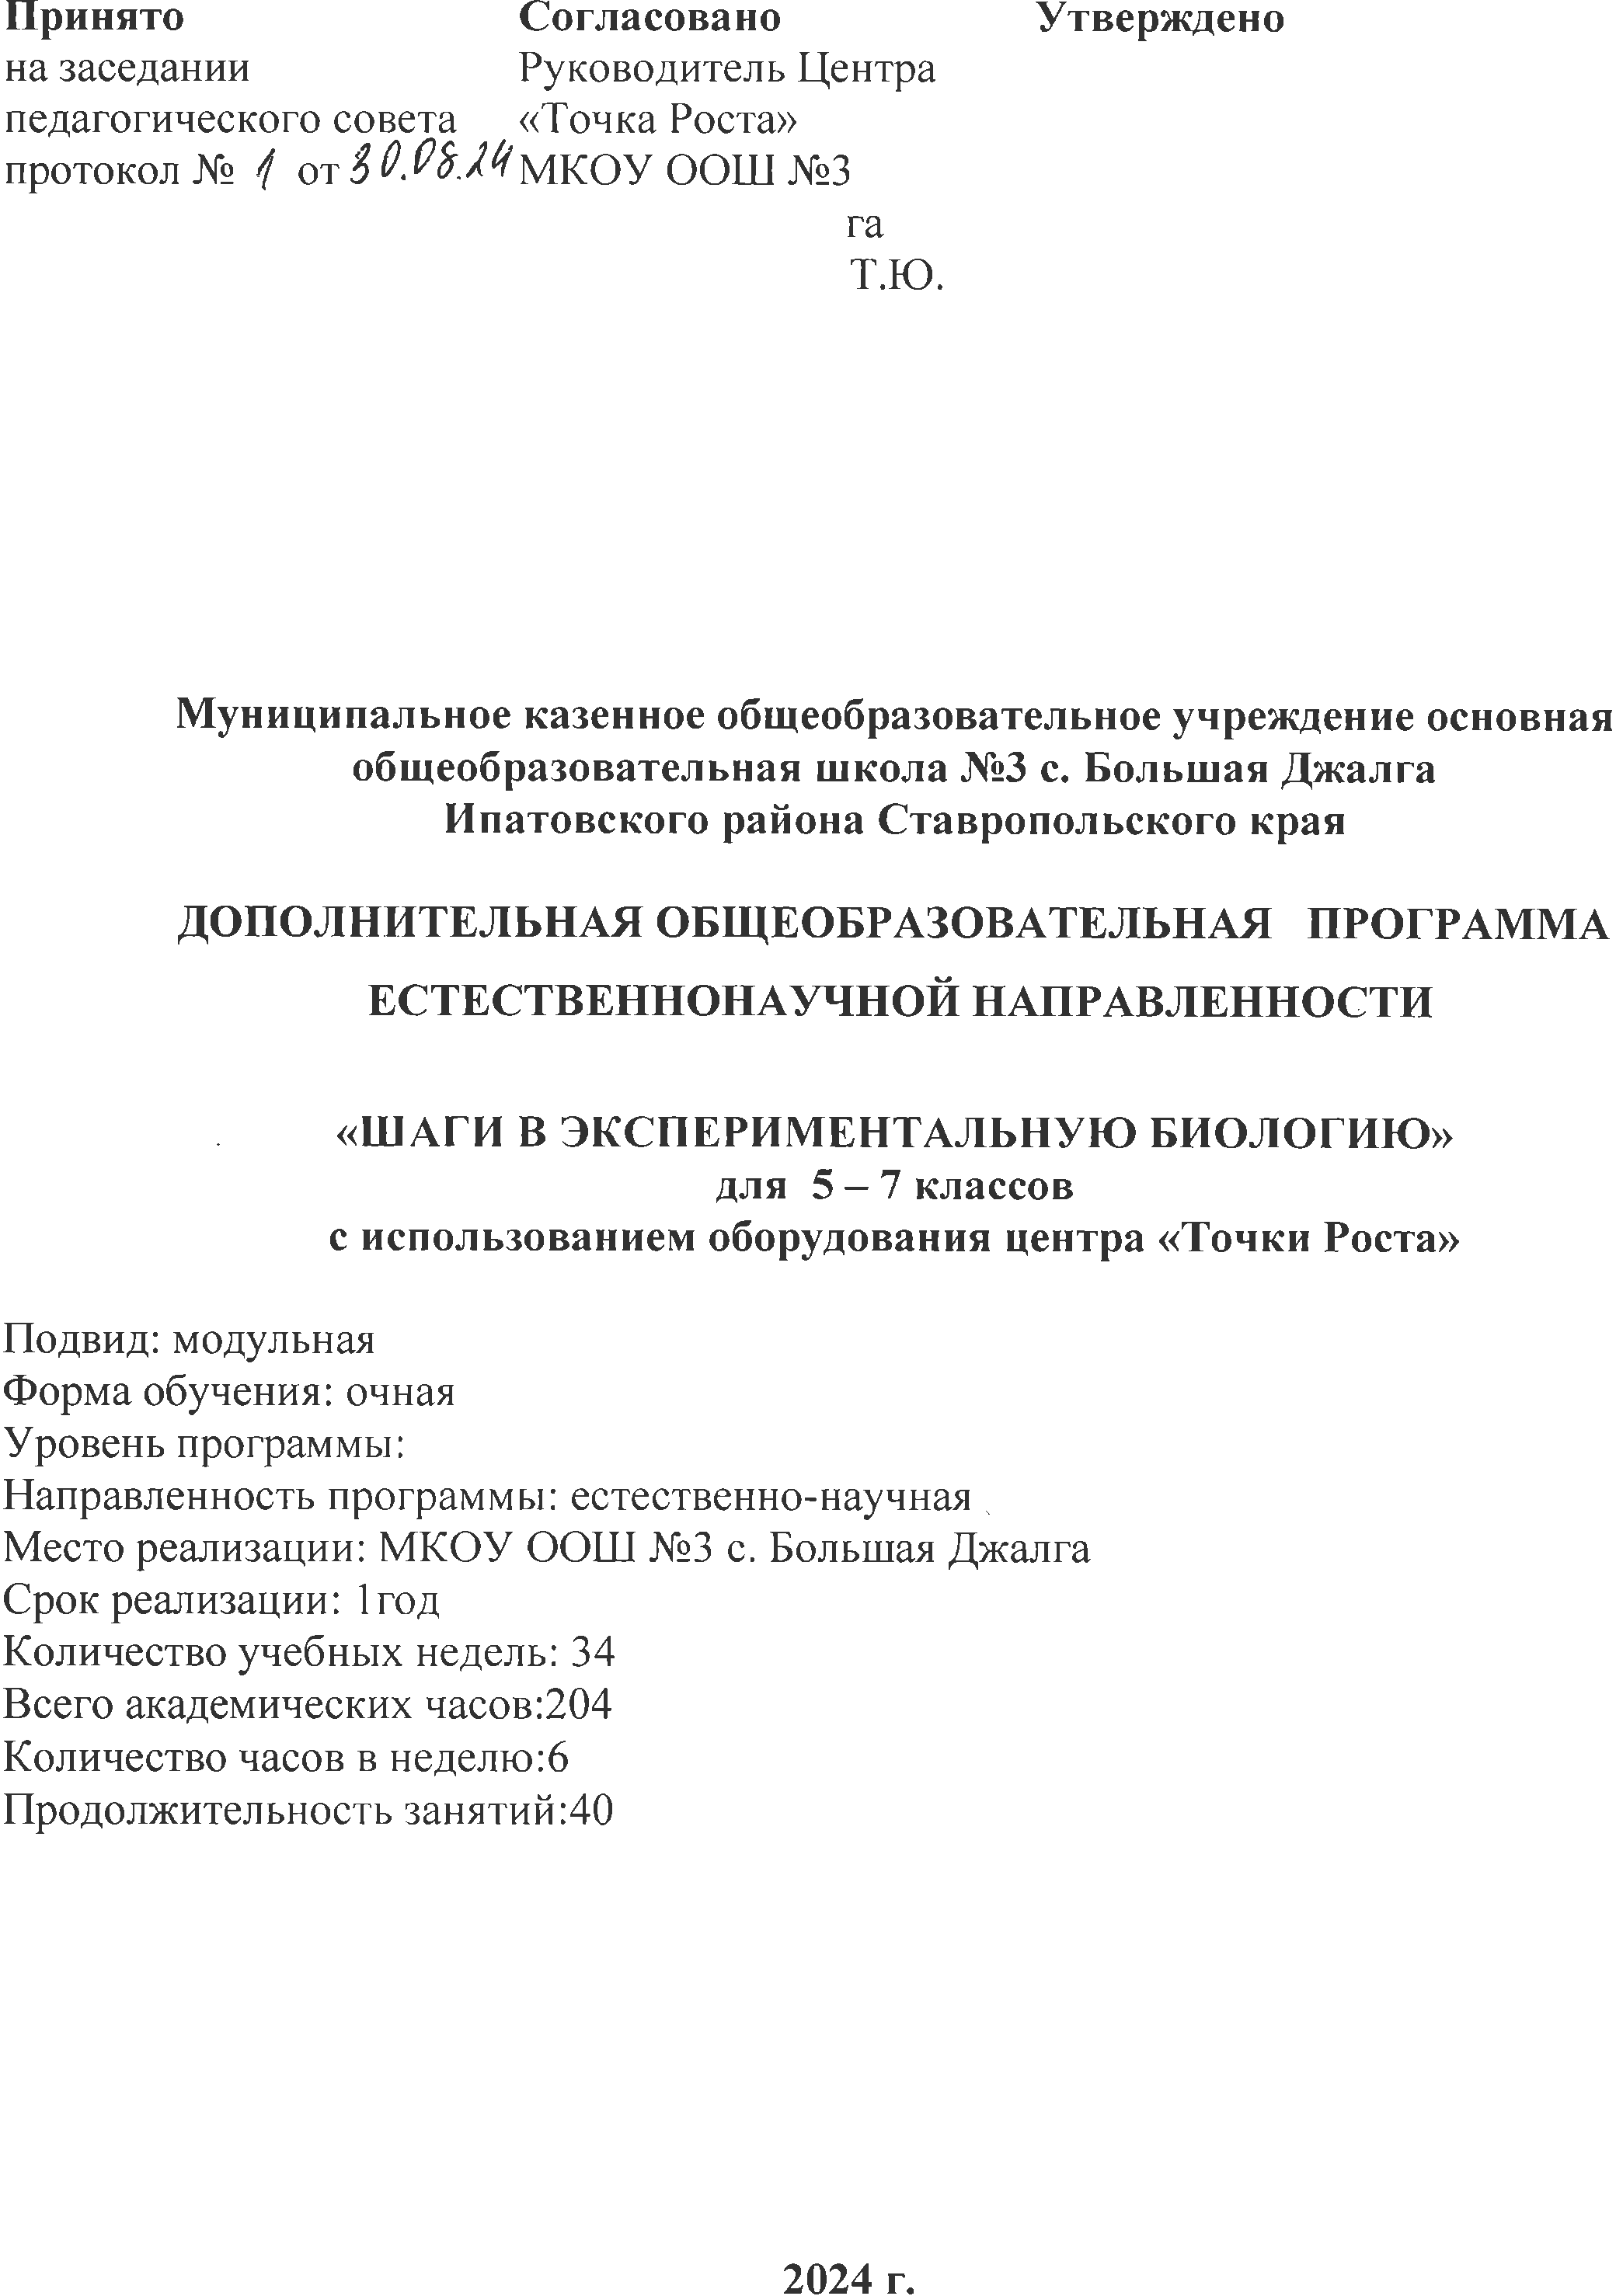 Принято Согласовано Утверждено
на заседании Руководитель Центра
педагогического совета «Точка Роста»
протокол № 1 от 30.08.24 МКОУ ООШ №3
га
Т.Ю.
Муниципальное казенное общеобразовательное учреждение основная
общеобразовательная школа №3 с. Большая Джалга
Ипатовского района Ставропольского края
ДОПОЛНИТЕЛЬНАЯ ОБЩЕОБРАЗОВАТЕЛЬНАЯ ПРОГРАММА
ЕСТЕСТВЕННОНАУЧНОЙ НАПРАВЛЕННОСТИ
«ШАГИ В ЭКСПЕРИМЕНТАЛЬНУЮ БИОЛОГИЮ»
для 5 – 7 классов
с использованием оборудования центра «Точки Роста»
Подвид: модульная
Форма обучения: очная
Уровень программы:
Направленность программы: естественно-научная
Место реализации: МКОУ ООШ №3 с. Большая Джалга
Срок реализации: 1год
Количество учебных недель: 34
Всего академических часов:204
Количество часов в неделю:6
Продолжительность занятий:40
2024 г.